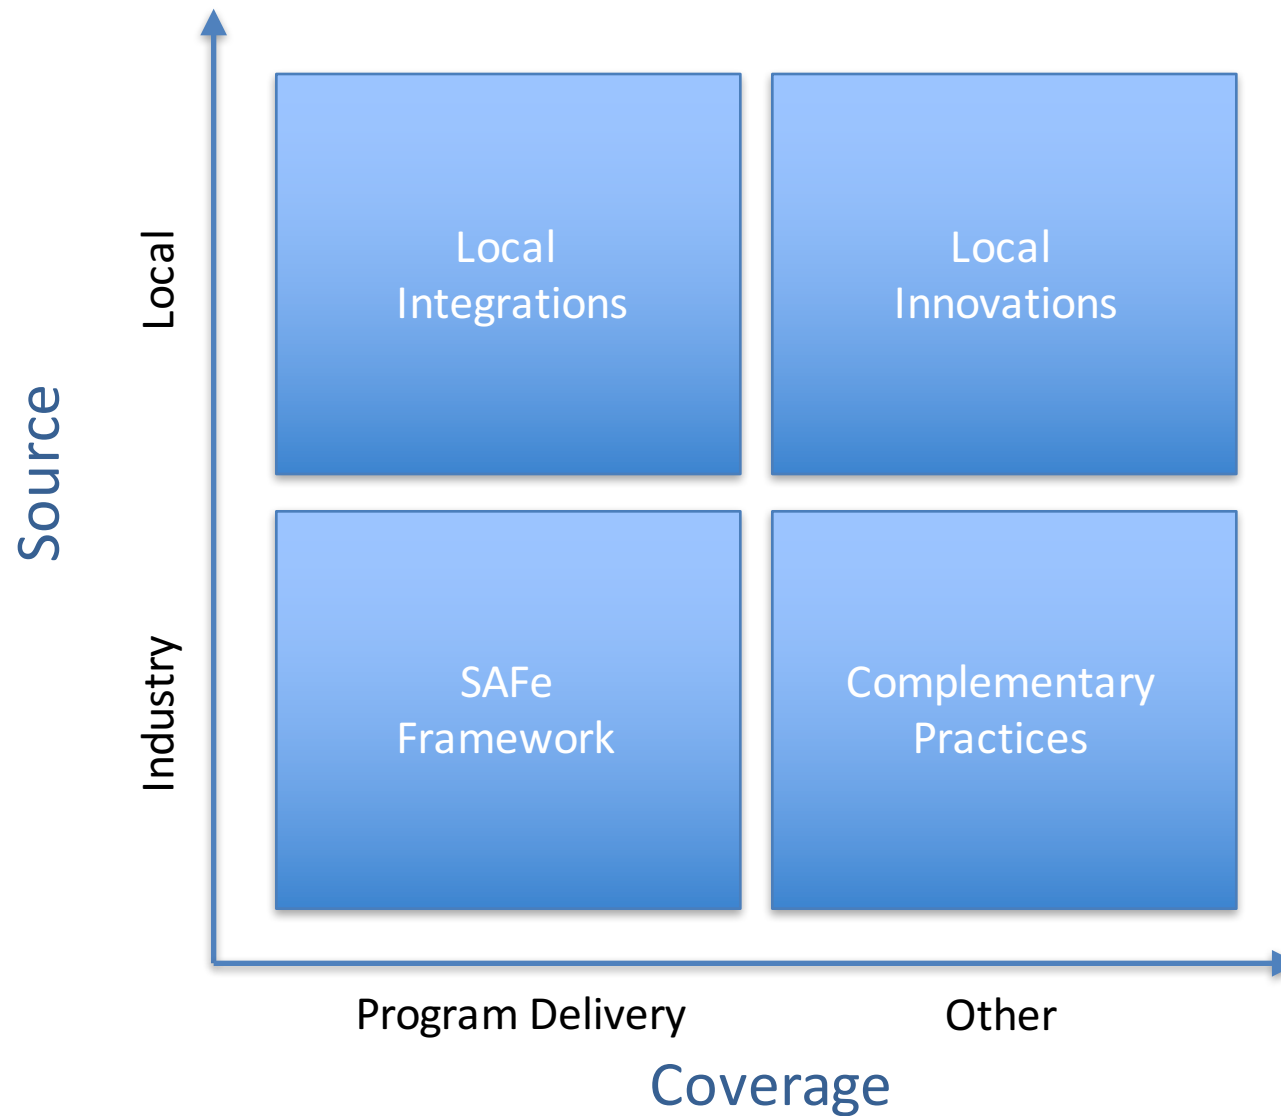 Source
Local
Industry
Local
Integrations
Local
Innovations
SAFe
Framework
Complementary
Practices
Program Delivery
Other
Coverage